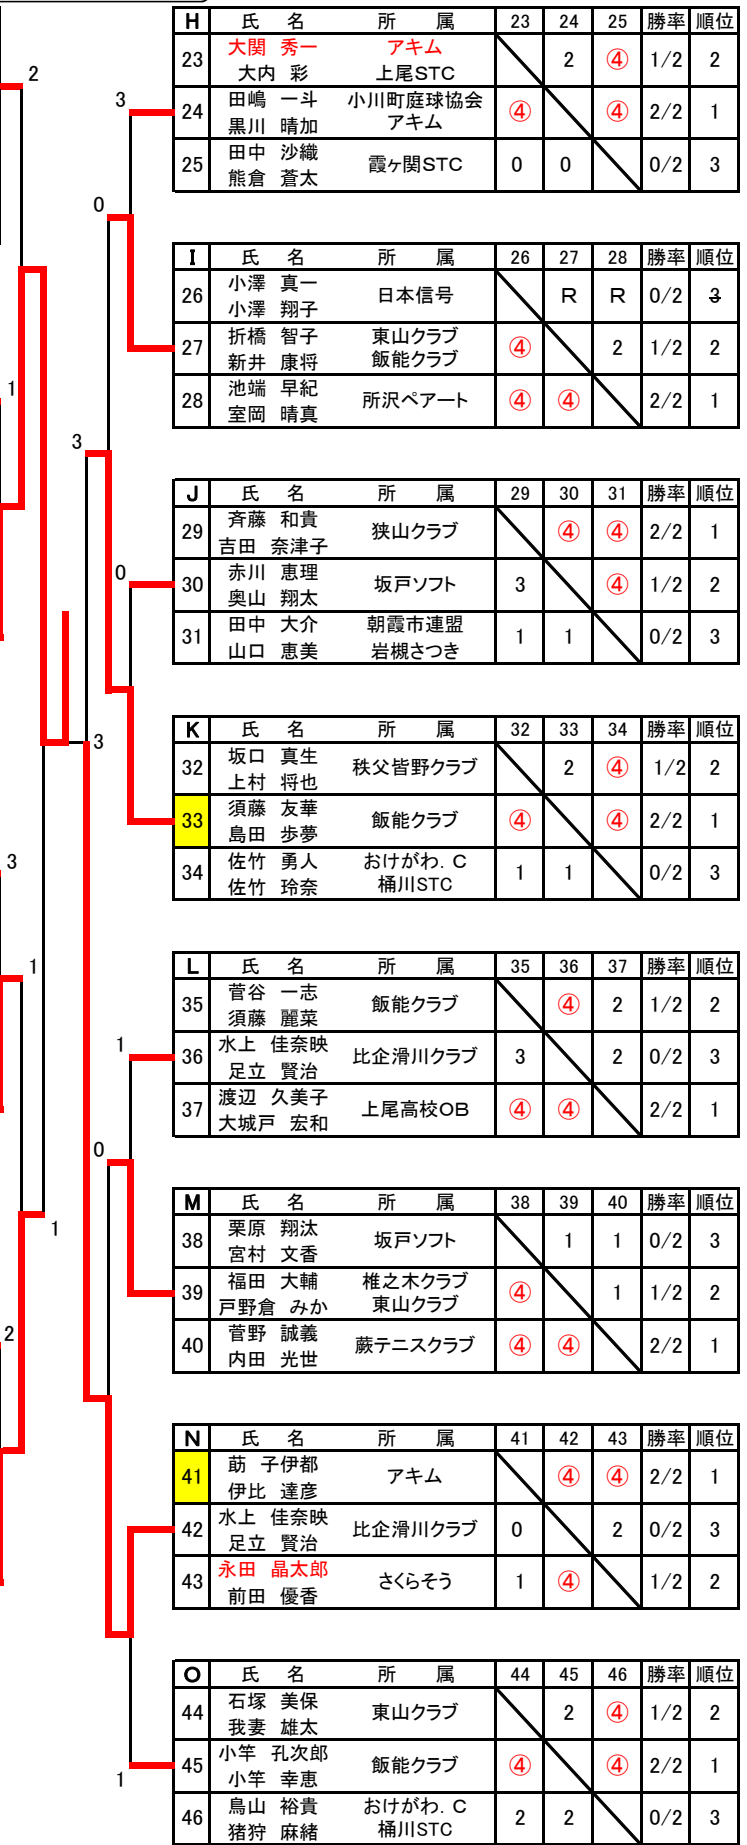 H 氏 名 所 属 23 24 25 勝率 順位
23 大関 秀一 アキム 2 ④ 1/2 2
大内 彩 上尾STC
24 田嶋 一斗 小川町庭球協会 ④ ④ 2/2 1
黒川 晴加 アキム
25 田中 沙織 霞ヶ関STC 0 0 0/2 3
熊倉 蒼太
I 氏 名 所 属 26 27 28 勝率 順位
26 小澤 真一 日本信号 R R 0/2 3
小澤 翔子
27 折橋 智子 東山クラブ ④ 2 1/2 2
新井 康将 飯能クラブ
28 池端 早紀 所沢ペアート ④ ④ 2/2 1
室岡 晴真
J 氏 名 所 属 29 30 31 勝率 順位
29 斉藤 和貴 狭山クラブ ④ ④ 2/2 1
吉田 奈津子
30 赤川 恵理 坂戸ソフト 3 ④ 1/2 2
奥山 翔太
31 田中 大介 朝霞市連盟 1 1 0/2 3
山口 恵美 岩槻さつき
K 氏 名 所 属 32 33 34 勝率 順位
32 坂口 真生 秩父皆野クラブ 2 ④ 1/2 2
上村 将也
33 須藤 友華 飯能クラブ ④ ④ 2/2 1
島田 歩夢
34 佐竹 勇人 おけがわ.C 1 1 0/2 3
佐竹 玲奈 桶川STC
L 氏 名 所 属 35 36 37 勝率 順位
35 菅谷 一志 飯能クラブ ④ 2 1/2 2
須藤 麗菜
36 水上 佳奈映 比企滑川クラブ 3 2 0/2 3
足立 賢治
37 渡辺 久美子 上尾高校OB ④ ④ 2/2 1
大城戸 宏和
M 氏 名 所 属 38 39 40 勝率 順位
38 栗原 翔汰 坂戸ソフト 1 1 0/2 3
宮村 文香
39 福田 大輔 椎之木クラブ ④ 1 1/2 2
戸野倉 みか 東山クラブ
40 菅野 誠義 蕨テニスクラブ ④ ④ 2/2 1
内田 光世
N 氏 名 所 属 41 42 43 勝率 順位
41 莇 子伊都 アキム ④ ④ 2/2 1
伊比 達彦
42 水上 佳奈映 比企滑川クラブ 0 2 0/2 3
足立 賢治
43 永田 晶太郎 さくらそう 1 ④ 1/2 2
前田 優香
O 氏 名 所 属 44 45 46 勝率 順位
44 石塚 美保 東山クラブ 2 ④ 1/2 2
我妻 雄太
45 小竿 孔次郎 飯能クラブ ④ ④ 2/2 1
小竿 幸恵
46 鳥山 裕貴 おけがわ.C 2 2 0/2 3
猪狩 麻緒 桶川STC
2
3
0
1
3
0
3
3
1
1
0
1
2
1